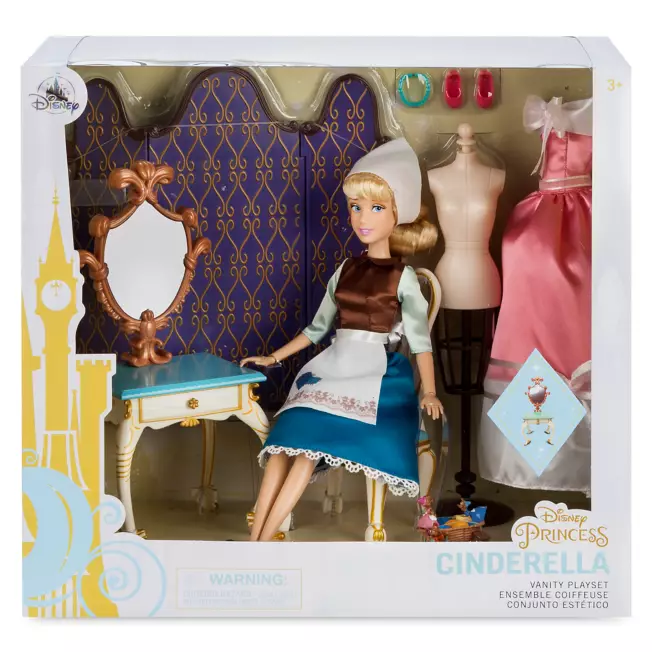 Disney
3+
Disney
PRINCESS
CINDERELLA
VANITY PLAYSET
ENSEMBLE COIFFEUSE
CONJUNTO ESTÉTICO
WARNING: